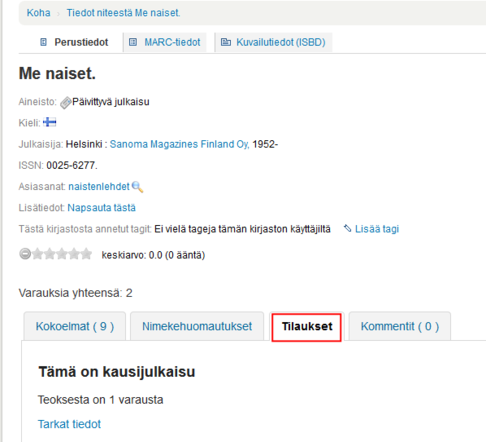 Koha › Tiedot niteestä Me naiset.
Perustiedot MARC-tiedot Kuvailutiedot (ISBD)
Me naiset.
Aineisto: Päivittyvä julkaisu
Kieli:
Julkaisija: Helsinki : Sanoma Magazines Finland Oy, 1952-
ISSN: 0025-6277.
Asiasanat: naistenlehdet
Lisätiedot: Napsauta tästä
Tästä kirjastosta annetut tagit: Ei vielä tageja tämän kirjaston käyttäjiltä Lisää tagi
keskiarvo: 0.0 (0 ääntä)
Varauksia yhteensä: 2
Kokoelmat ( 9 ) Nimekehuomautukset Tilaukset Kommentit ( 0 )
Tämä on kausijulkaisu
Teoksesta on 1 varausta
Tarkat tiedot